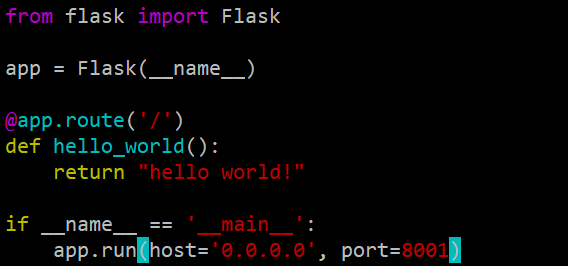 from flask import Flask
app = Flask(__name__)
@app.route('/')
def hello_world():
    return "hello world!"
if __name__ == '__main__':
    app.run(host='0.0.0.0', port=8001)